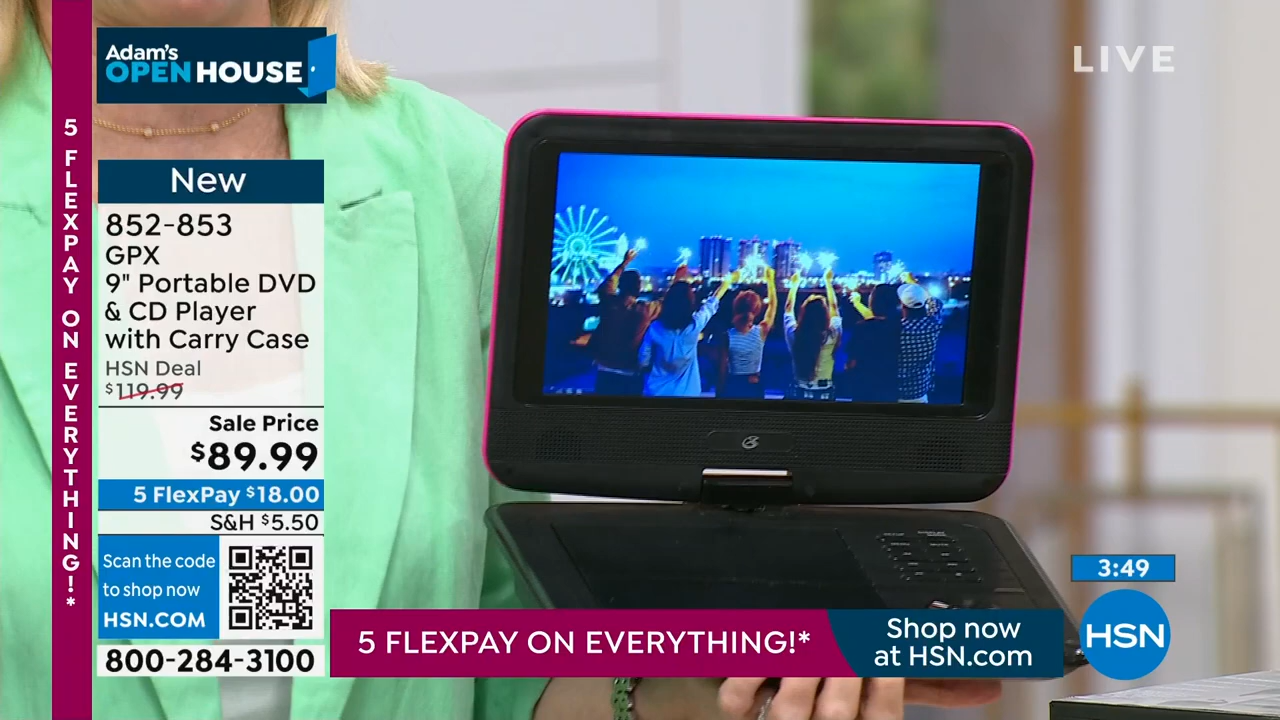 5 FLEXPAY ON EVERYTHING!*
Adam's
OPEN HOUSE
LIVE
New
852-853
GPX
9" Portable DVD
& CD Player
with Carry Case
HSN Deal
$119.99
Sale Price
$89.99
5 FlexPay $18.00
S&H $5.50
Scan the code
to shop now
HSN.COM
800-284-3100
5 FLEXPAY ON EVERYTHING!*
Shop now
at HSN.com
3:49
HSN